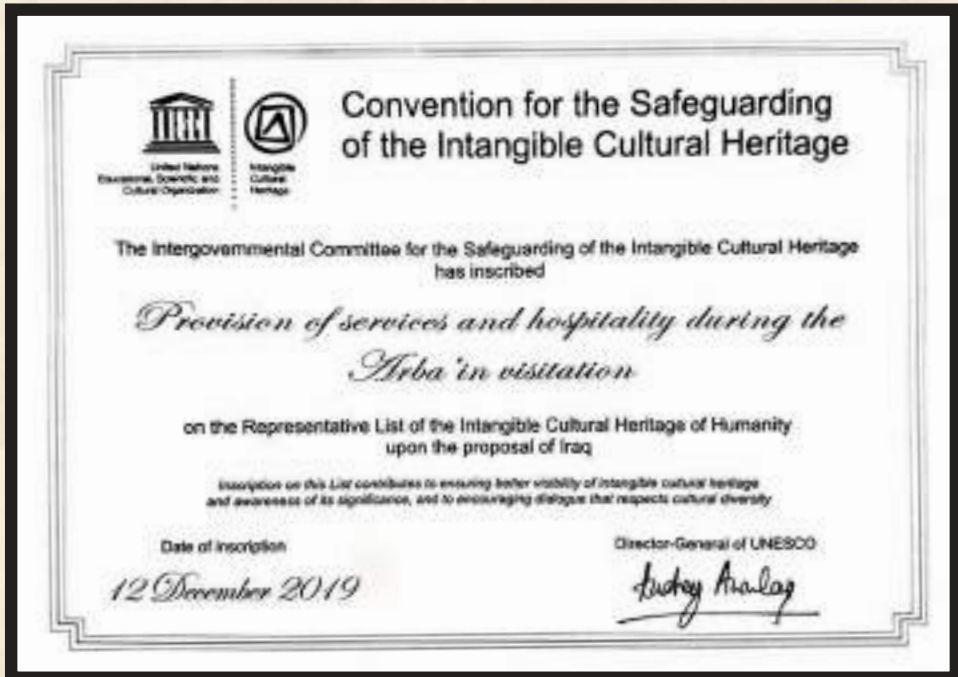 Convention for the Safeguarding
of the Intangible Cultural Heritage
United Nations
Educational, Scientific and
Cultural Organization
Intangible
Cultural
Heritage
The Intergovernmental Committee for the Safeguarding of the Intangible Cultural Heritage
has inscribed
Provision of services and hospitality during the
Arba'in visitation
on the Representative List of the Intangible Cultural Heritage of Humanity
upon the proposal of Iraq
Inscription on this List contributes to ensuring better visibility of intangible cultural heritage
and awareness of its significance, and to encouraging dialogue that respects cultural diversity
Date of inscription
12 December 2019
Director-General of UNESCO